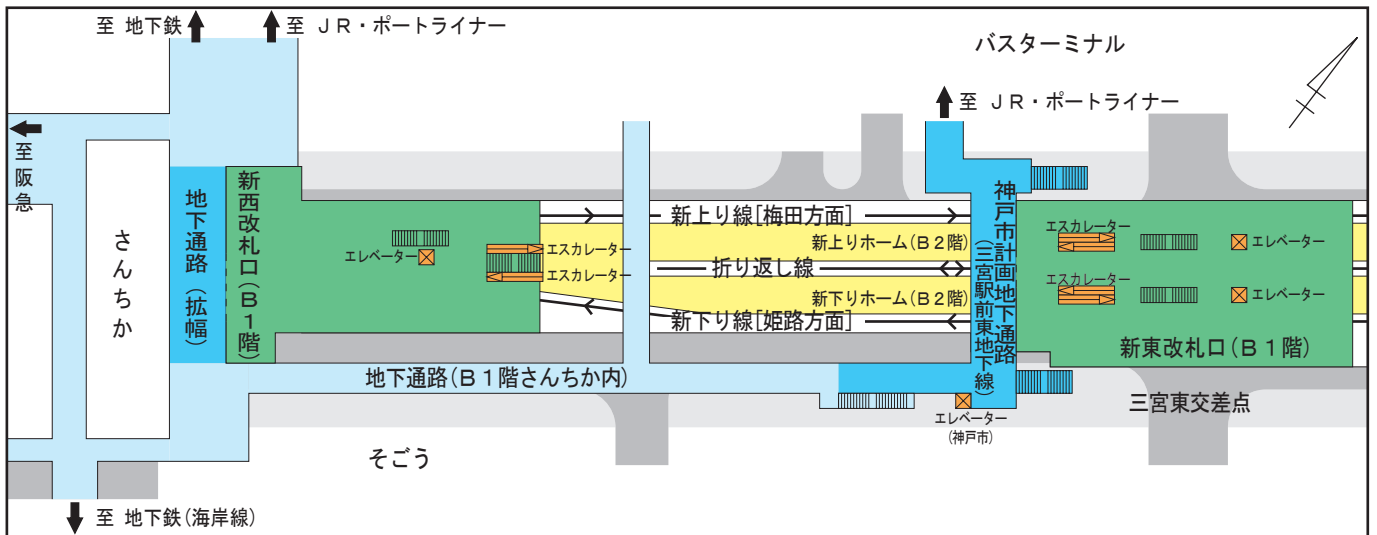 至 地下鉄
至 ＪＲ・ポートライナー
バスターミナル
至 ＪＲ・ポートライナー
至阪急
さんちか
地下通路（拡幅）
新西改札口（Ｂ１階）
エレベーター
エスカレーター
エスカレーター
新上り線[梅田方面]
新上りホーム(Ｂ２階)
折り返し線
新下りホーム(Ｂ２階)
新下り線[姫路方面]
神戸市計画地下通路
（三宮駅前東地下線）
エスカレーター
エレベーター
エスカレーター
エレベーター
新東改札口(Ｂ１階)
地下通路(Ｂ１階さんちか内)
エレベーター
(神戸市)
三宮東交差点
そごう
至 地下鉄(海岸線)